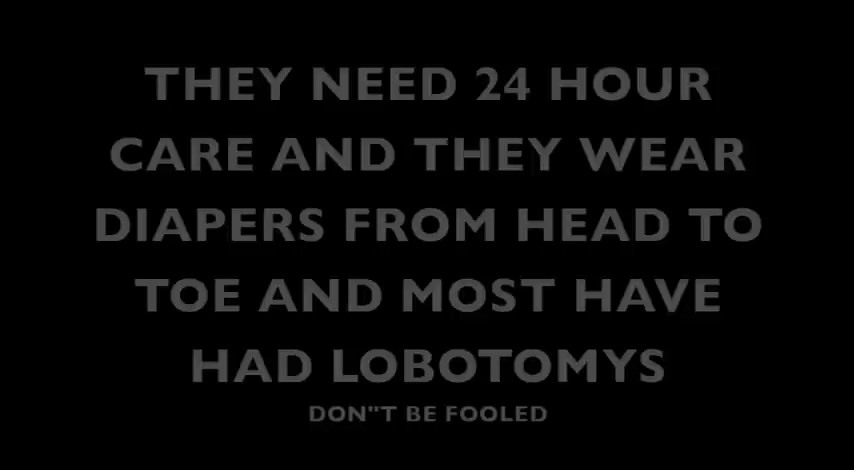 THEY NEED 24 HOUR
CARE AND THEY WEAR
DIAPERS FROM HEAD TO
TOE AND MOST HAVE
HAD LOBOTOMYS
DON"T BE FOOLED